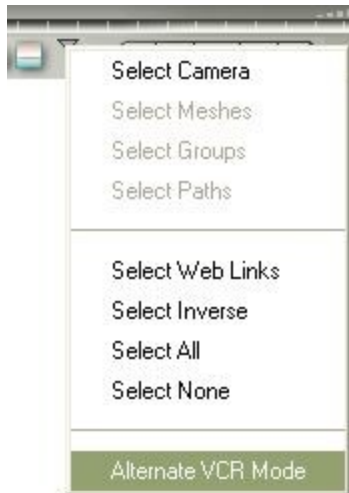 Select Camera
Select Meshes
Select Groups
Select Paths
Select Web Links
Select Inverse
Select All
Select None
Alternate VCR Mode